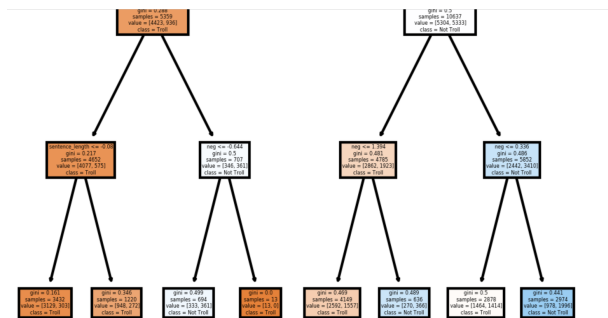 gini = 0.288
samples = 5359
value = [4423, 936]
class = Troll
gini = 0.5
samples = 10637
value = [5304, 5333]
class = Not Troll
sentence_length <= -0.08
gini = 0.217
samples = 4652
value = [4077, 575]
class = Troll
neg <= -0.644
gini = 0.5
samples = 707
value = [346, 361]
class = Not Troll
neg <= 1.394
gini = 0.481
samples = 4785
value = [2862, 1923]
class = Troll
neg <= 0.336
gini = 0.486
samples = 5852
value = [2442, 3410]
class = Not Troll
gini = 0.161
samples = 3432
value = [3129, 303]
class = Troll
gini = 0.346
samples = 1220
value = [948, 272]
class = Troll
gini = 0.499
samples = 694
value = [333, 361]
class = Not Troll
gini = 0.0
samples = 13
value = [13, 0]
class = Troll
gini = 0.469
samples = 4149
value = [2592, 1557]
class = Troll
gini = 0.489
samples = 636
value = [270, 366]
class = Not Troll
gini = 0.5
samples = 2878
value = [1464, 1414]
class = Troll
gini = 0.441
samples = 2974
value = [978, 1996]
class = Not Troll